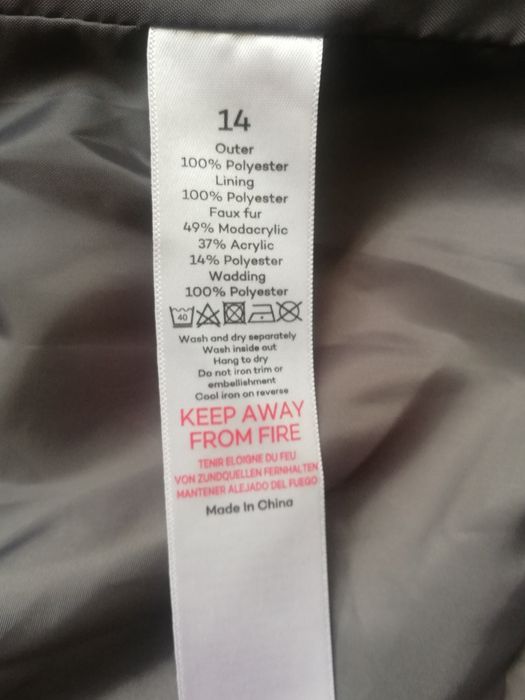 14
Outer
100% Polyester
Lining
100% Polyester
Faux fur
49% Modacrylic
37% Acrylic
14% Polyester
Wadding
100% Polyester
40
Wash and dry separately
Wash inside out
Hang to dry
Do not iron trim or
embellishment
Cool iron on reverse
KEEP AWAY
FROM FIRE
TENIR ELOIGNE DU FEU
VON ZUNDQUELLEN FERNHALTEN
MANTENER ALEJADO DEL FUEGO
Made In China